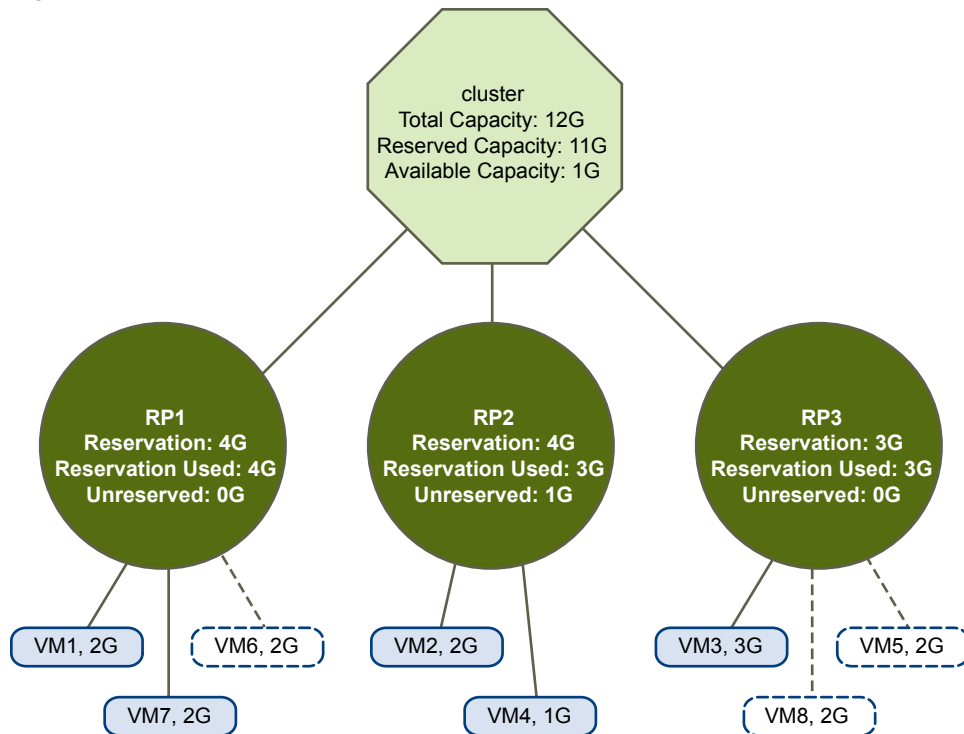 cluster
Total Capacity: 12G
Reserved Capacity: 11G
Available Capacity: 1G
RP1
Reservation: 4G
Reservation Used: 4G
Unreserved: 0G
RP2
Reservation: 4G
Reservation Used: 3G
Unreserved: 1G
RP3
Reservation: 3G
Reservation Used: 3G
Unreserved: 0G
VM1, 2G
VM6, 2G
VM2, 2G
VM3, 3G
VM5, 2G
VM7, 2G
VM4, 1G
VM8, 2G